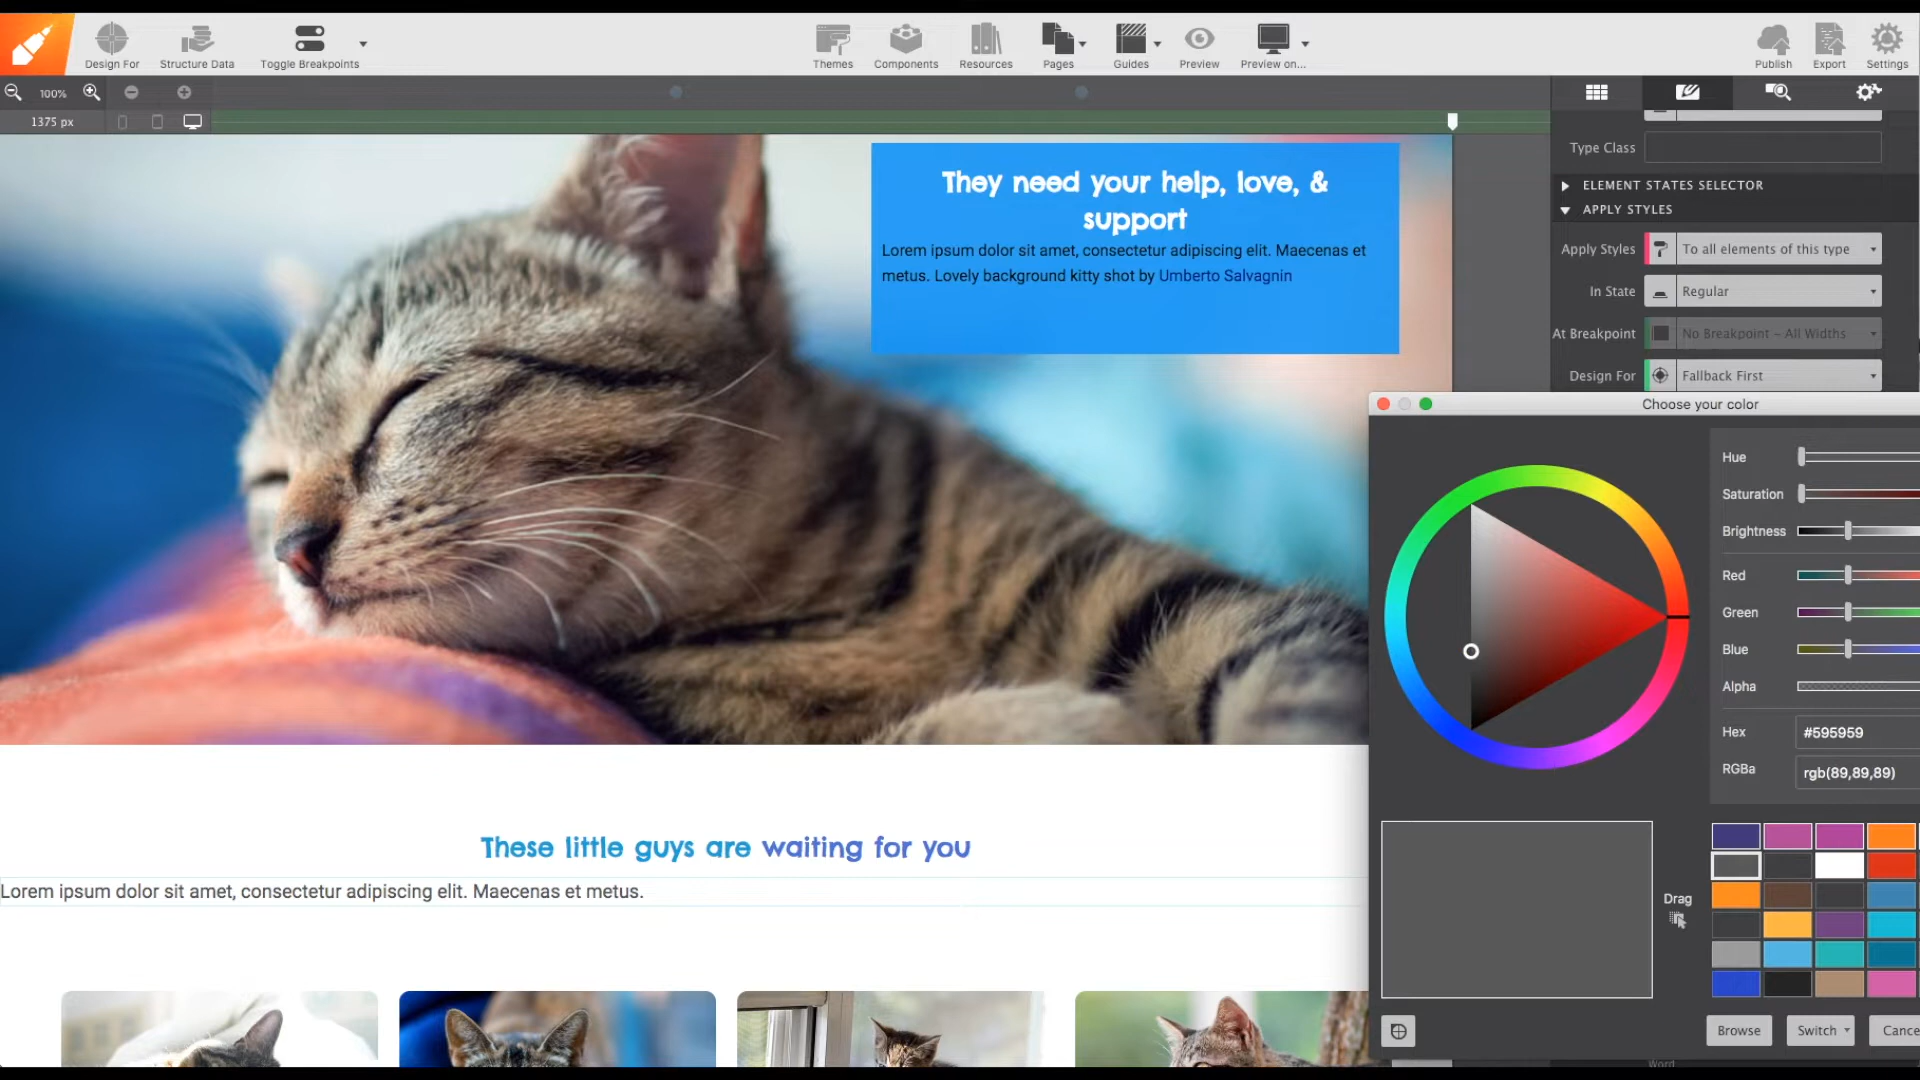 Design For
Structure Data
Toggle Breakpoints
Themes
Components
Resources
Pages
Guides
Preview
Preview on...
Publish
Export
Settings
100%
1375 px
Type Class
ELEMENT STATES SELECTOR
APPLY STYLES
Apply Styles
To all elements of this type
In State
Regular
At Breakpoint
No Breakpoint – All Widths
Design For
Fallback First
They need your help, love, &
support
Lorem ipsum dolor sit amet, consectetur adipiscing elit. Maecenas et
metus. Lovely background kitty shot by Umberto Salvagnin
These little guys are waiting for you
Lorem ipsum dolor sit amet, consectetur adipiscing elit. Maecenas et metus.
Choose your color
Hue
Saturation
Brightness
Red
Green
Blue
Alpha
Hex
#595959
RGBa
rgb(89,89,89)
Drag
Browse
Switch
Cance
Word